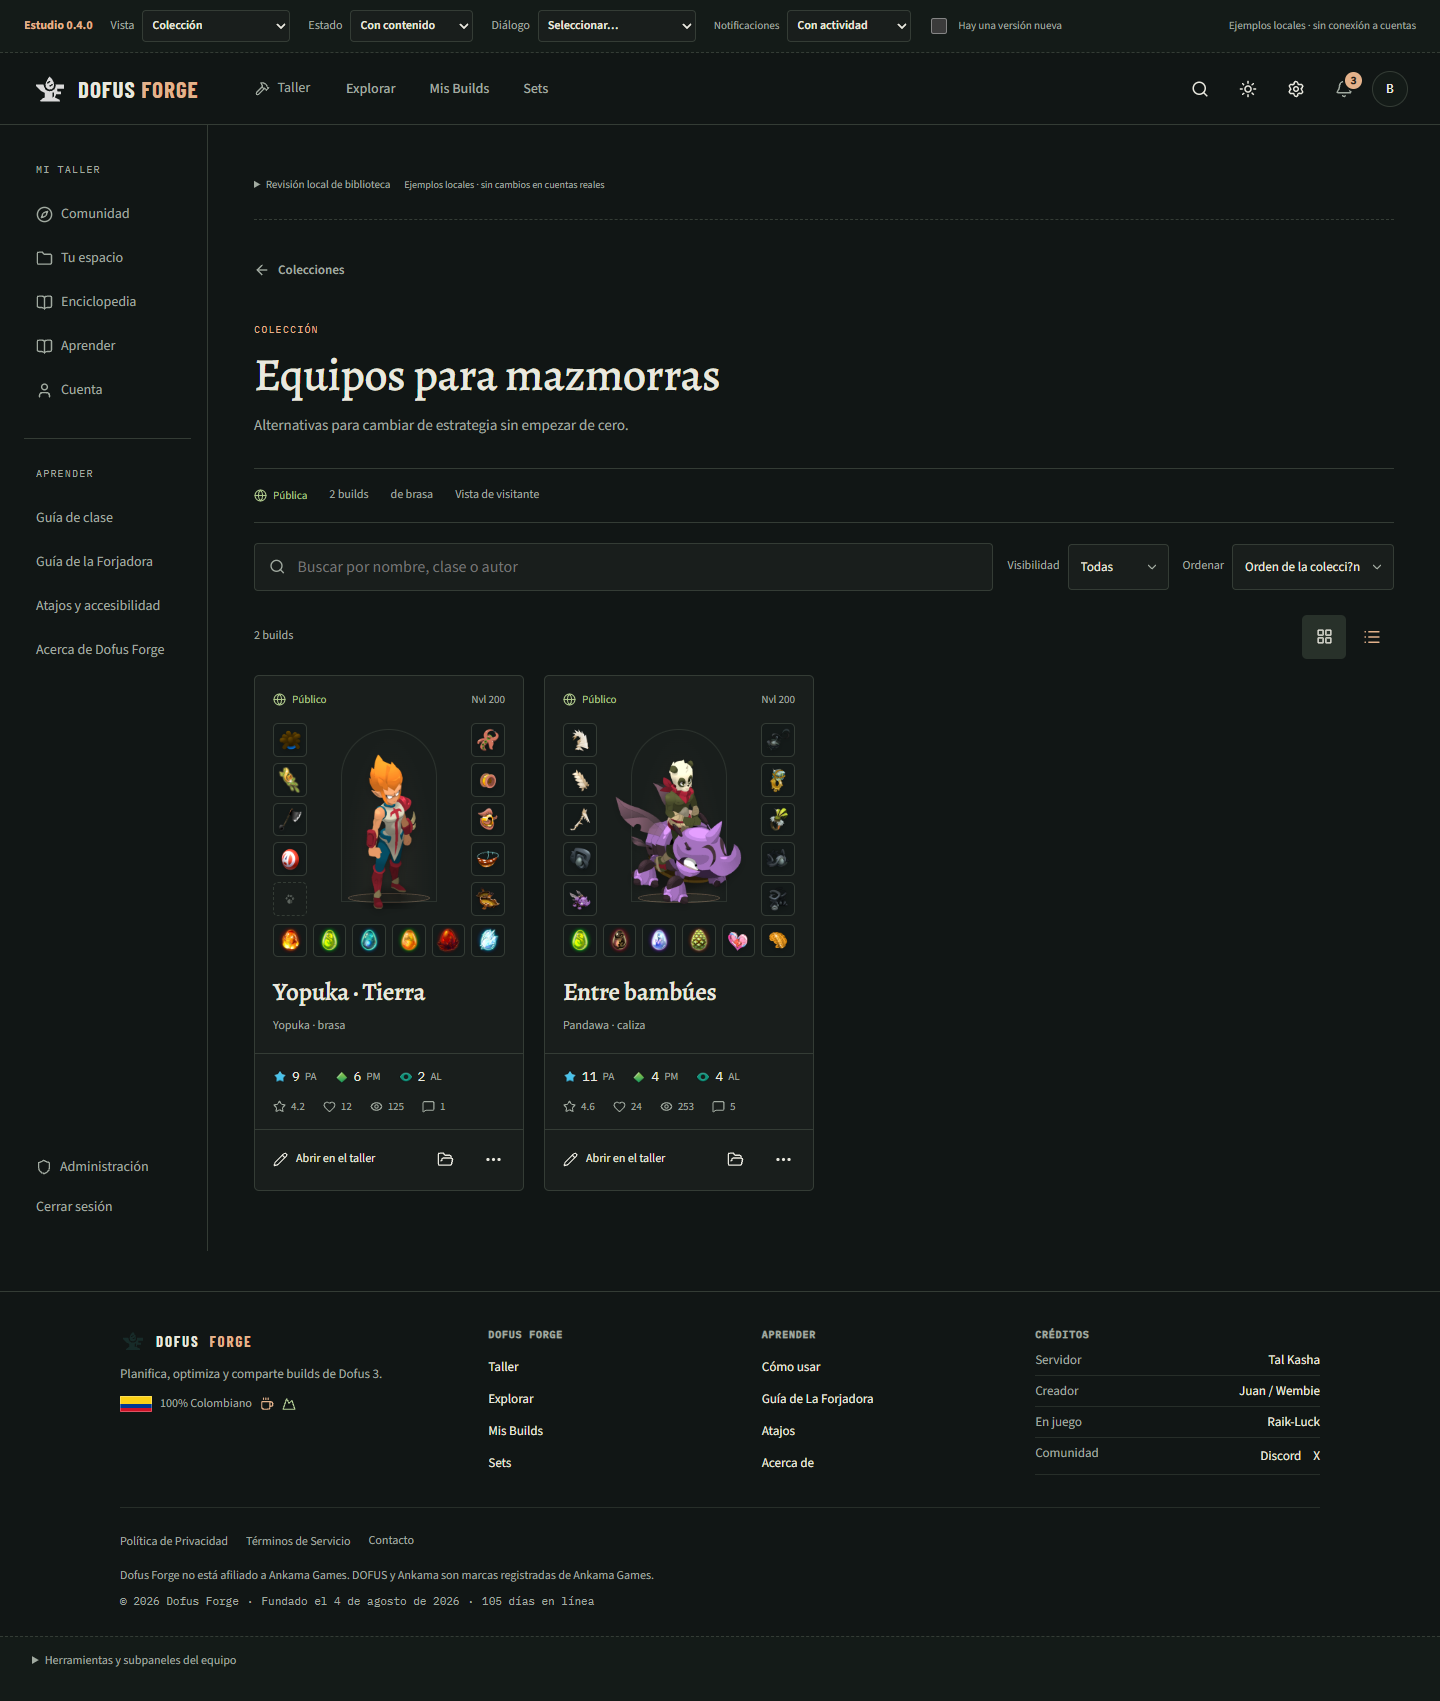 Estudio 0.4.0 Vista Colección Estado Con contenido Diálogo Seleccionar... Notificaciones Con actividad Hay una versión nueva Ejemplos locales · sin conexión a cuentas
DOFUS FORGE Taller Explorar Mis Builds Sets 3 B
MI TALLER
Comunidad
Tu espacio
Enciclopedia
Aprender
Cuenta
APRENDER
Guía de clase
Guía de la Forjadora
Atajos y accesibilidad
Acerca de Dofus Forge
Administración
Cerrar sesión
Revisión local de biblioteca Ejemplos locales · sin cambios en cuentas reales
Colecciones
COLECCIÓN
Equipos para mazmorras
Alternativas para cambiar de estrategia sin empezar de cero.
Pública 2 builds de brasa Vista de visitante
Buscar por nombre, clase o autor Visibilidad Todas Ordenar Orden de la colecci?n
2 builds
Público Nvl 200
Yopuka · Tierra
Yopuka · brasa
9 PA 6 PM 2 AL
4.2 12 125 1
Abrir en el taller
Público Nvl 200
Entre bambúes
Pandawa · caliza
11 PA 4 PM 4 AL
4.6 24 253 5
Abrir en el taller
DOFUS FORGE
Planifica, optimiza y comparte builds de Dofus 3.
100% Colombiano
DOFUS FORGE
Taller
Explorar
Mis Builds
Sets
APRENDER
Cómo usar
Guía de La Forjadora
Atajos
Acerca de
CRÉDITOS
Servidor Tal Kasha
Creador Juan / Wembie
En juego Raik-Luck
Comunidad Discord X
Política de Privacidad Términos de Servicio Contacto
Dofus Forge no está afiliado a Ankama Games. DOFUS y Ankama son marcas registradas de Ankama Games.
© 2026 Dofus Forge · Fundado el 4 de agosto de 2026 · 105 días en línea
Herramientas y subpaneles del equipo